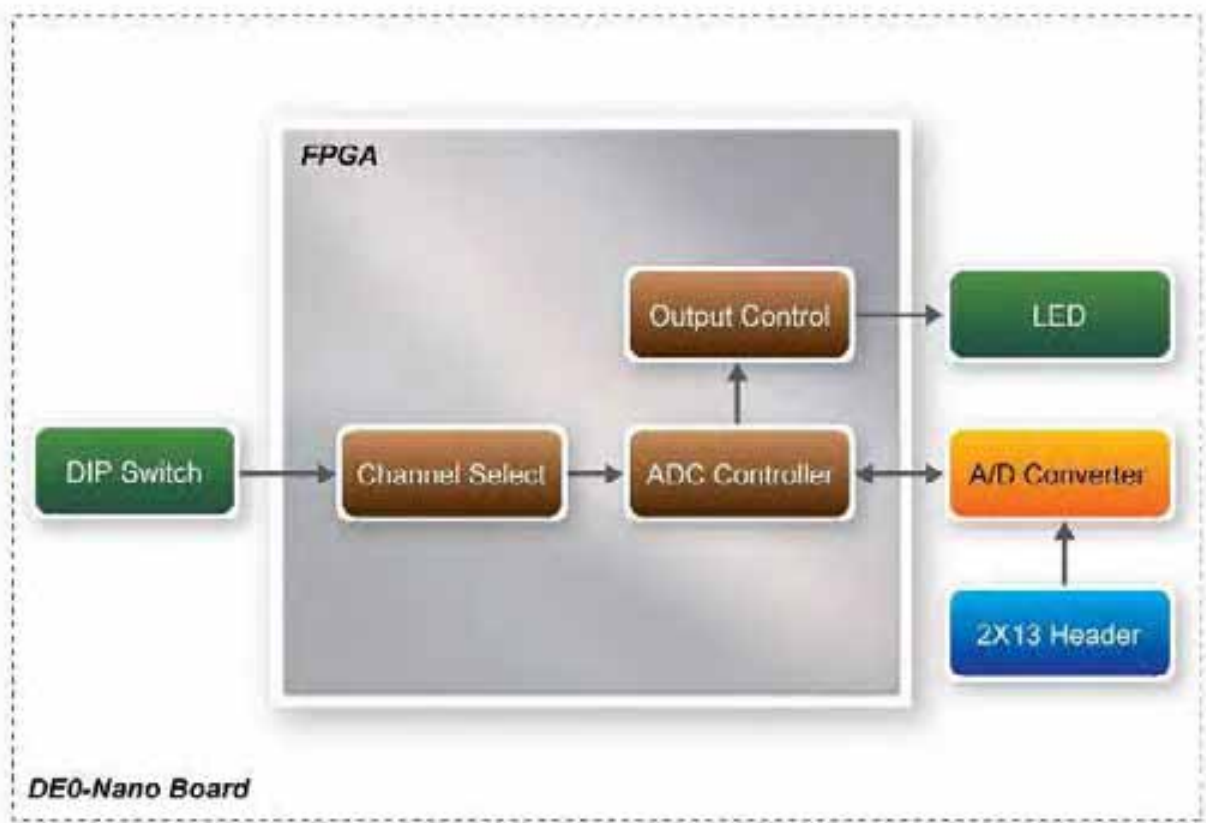 FPGA
Output Control
LED
DIP Switch
Channel Select
ADC Controller
A/D Converter
2X13 Header
DE0-Nano Board